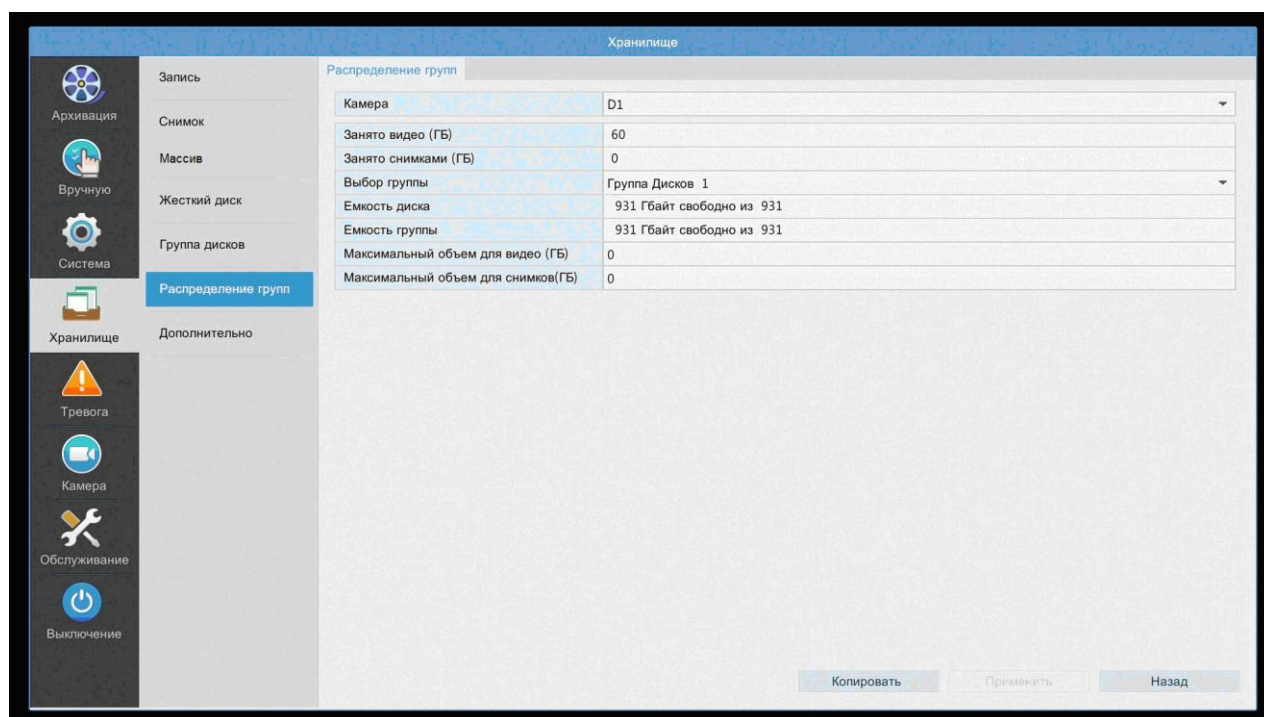 Хранилище
Архивация
Вручную
Система
Хранилище
Тревога
Камера
Обслуживание
Выключение
Запись
Снимок
Массив
Жесткий диск
Группа дисков
Распределение групп
Дополнительно
Распределение групп
Камера D1
Занято видео (ГБ) 60
Занято снимками (ГБ) 0
Выбор группы Группа Дисков 1
Емкость диска 931 Гбайт свободно из 931
Емкость группы 931 Гбайт свободно из 931
Максимальный объем для видео (ГБ) 0
Максимальный объем для снимков(ГБ) 0
Копировать Применить Назад